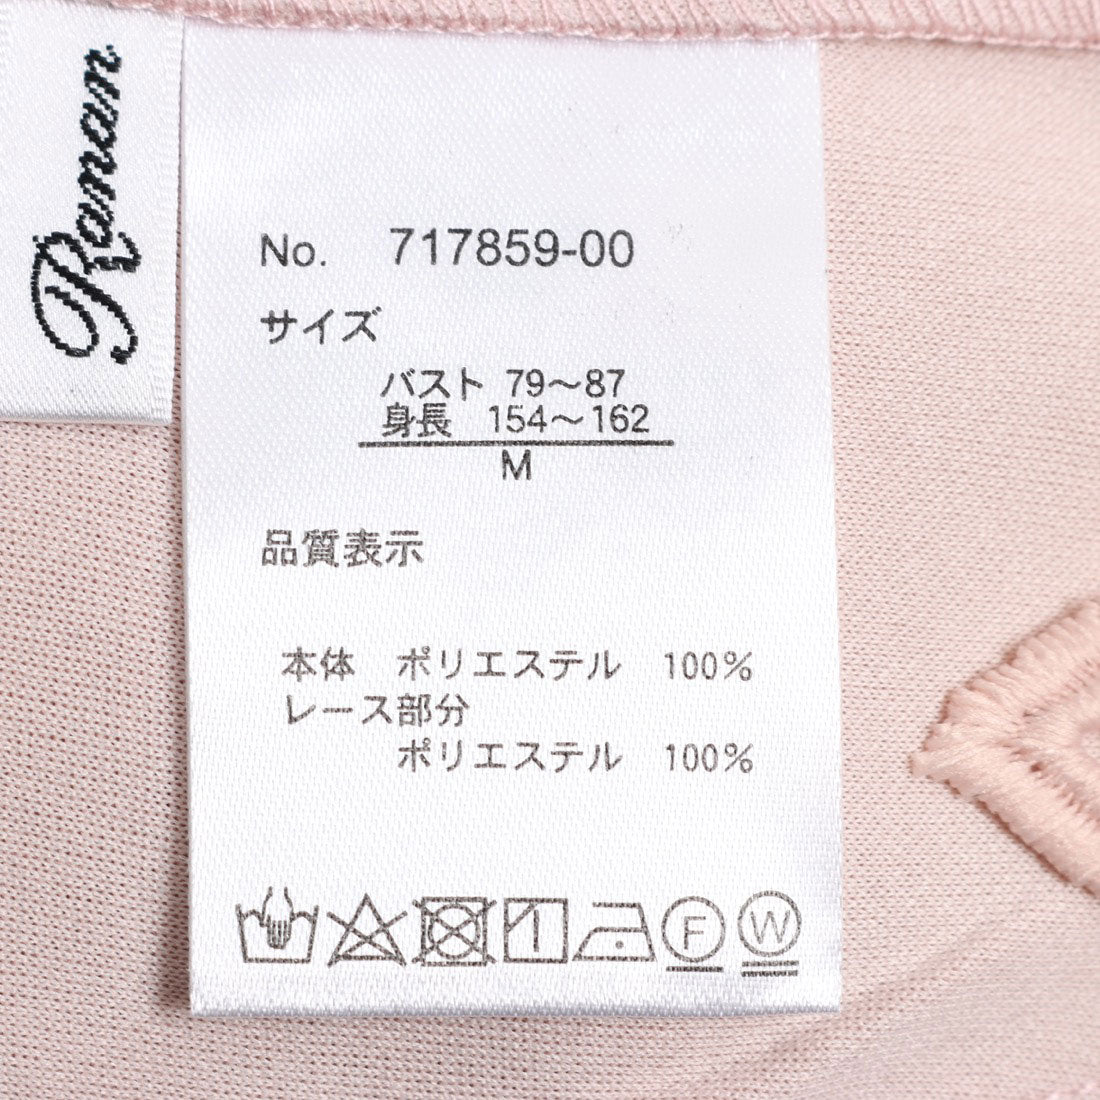 Ranan
No. 717859-00
サイズ
バスト 79～87
身長 154～162
M
品質表示
本体 ポリエステル 100%
レース部分
ポリエステル 100%
F W